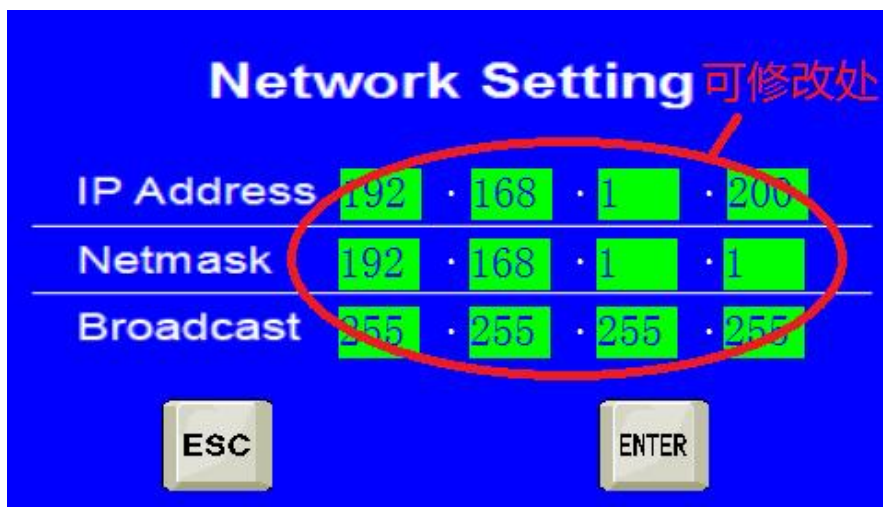 Network Setting 可修改处
IP Address 192 · 168 · 1 · 200
Netmask 192 · 168 · 1 · 1
Broadcast 255 · 255 · 255 · 255
ESC ENTER